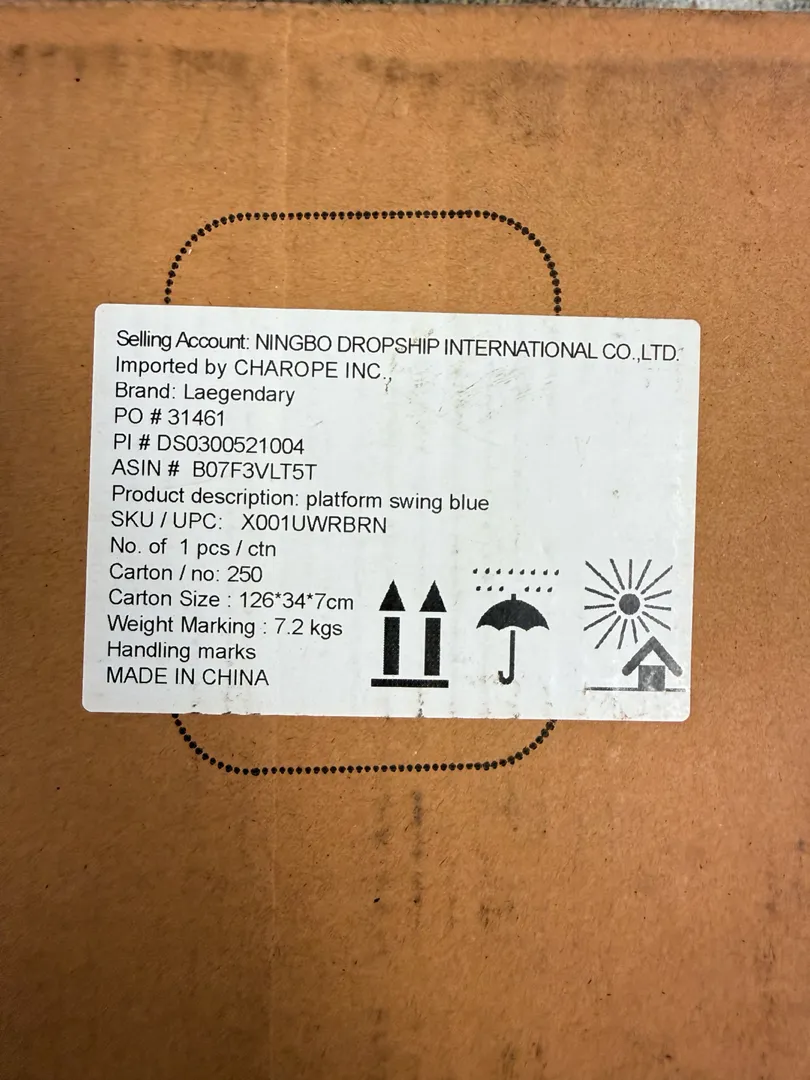 Selling Account: NINGBO DROPSHIP INTERNATIONAL CO.,LTD.
Imported by CHAROPE INC.,
Brand: Laegendary
PO # 31461
PI # DS0300521004
ASIN # B07F3VLT5T
Product description: platform swing blue
SKU / UPC: X001UWRBRN
No. of 1 pcs / ctn
Carton / no: 250
Carton Size : 126*34*7cm
Weight Marking : 7.2 kgs
Handling marks
MADE IN CHINA